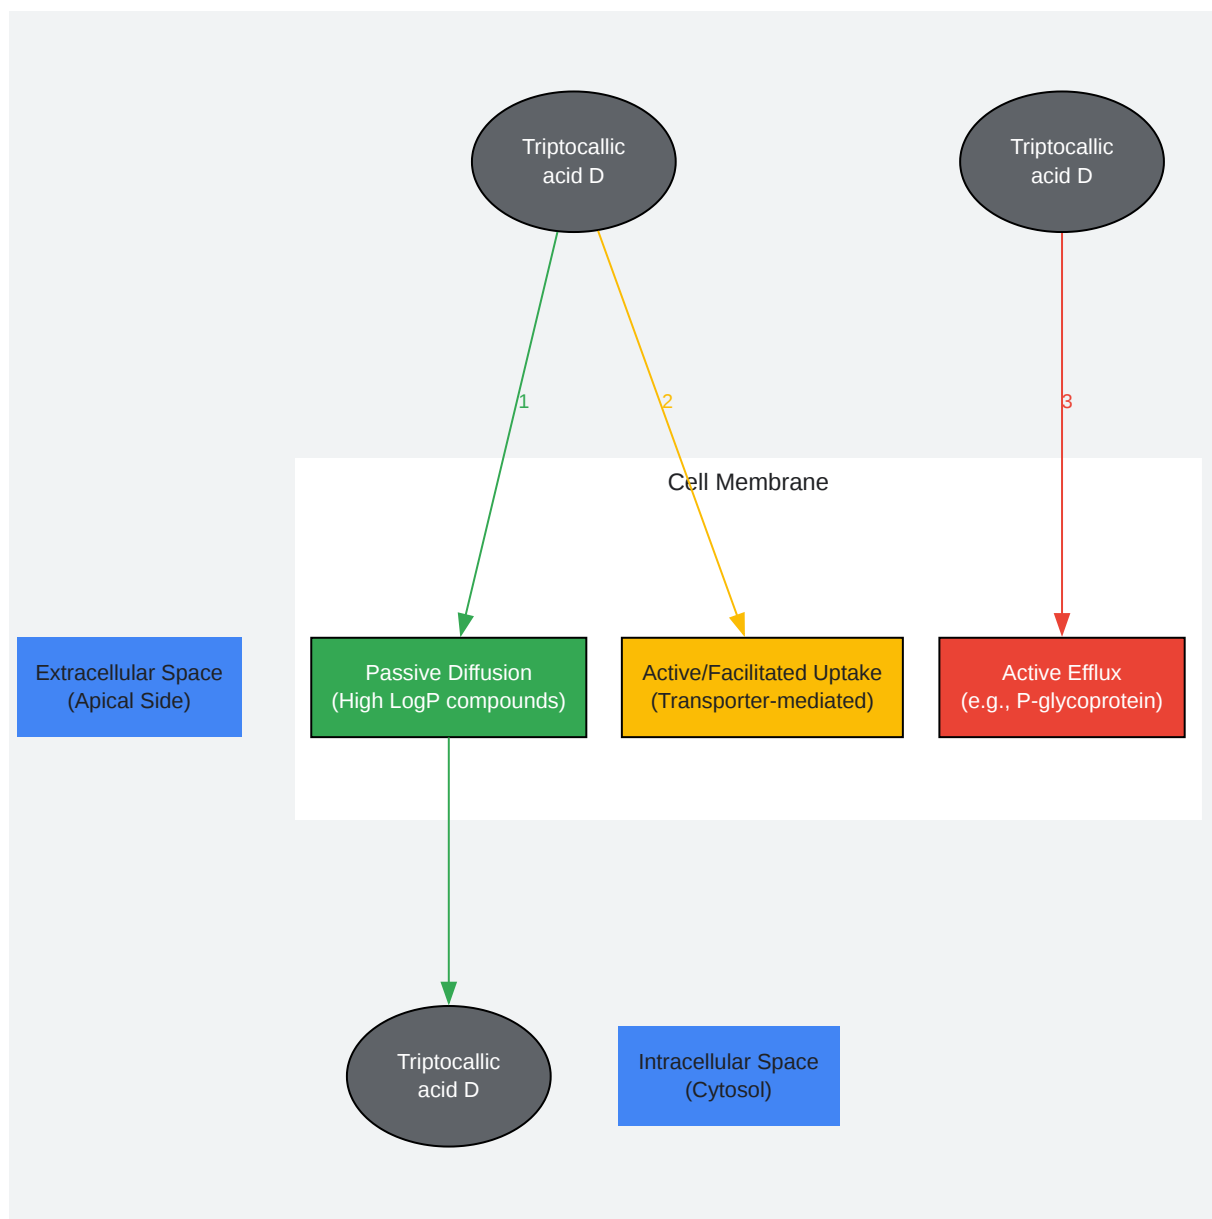 Triptocallic
acid D
Triptocallic
acid D
1
2
3
Cell Membrane
Extracellular Space
(Apical Side)
Passive Diffusion
(High LogP compounds)
Active/Facilitated Uptake
(Transporter-mediated)
Active Efflux
(e.g., P-glycoprotein)
Triptocallic
acid D
Intracellular Space
(Cytosol)